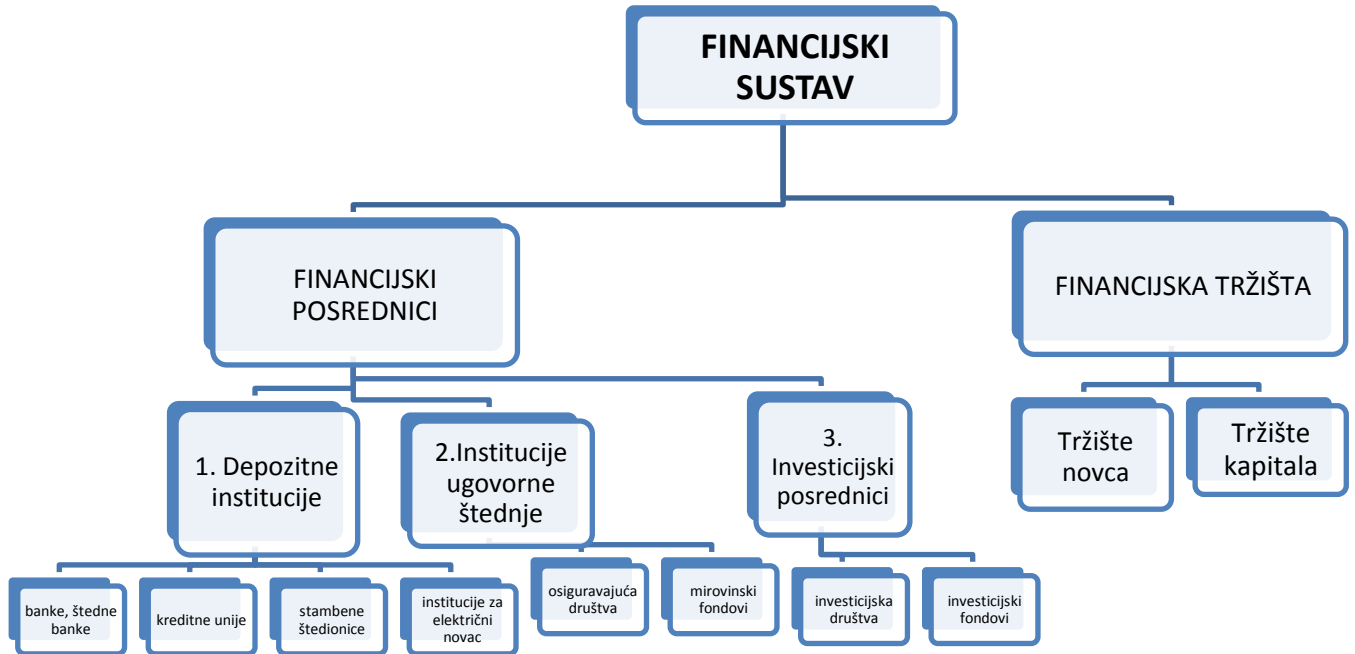 FINANCIJSKI
SUSTAV
FINANCIJSKI
POSREDNICI
FINANCIJSKA TRŽIŠTA
1. Depozitne
institucije
2.Institucije
ugovorne
štednje
3.
Investicijski
posrednici
Tržište
novca
Tržište
kapitala
banke, štedne
banke
kreditne unije
stambene
štedionice
institucije za
električni
novac
osiguravajuća
društva
mirovinski
fondovi
investicijska
društva
investicijski
fondovi